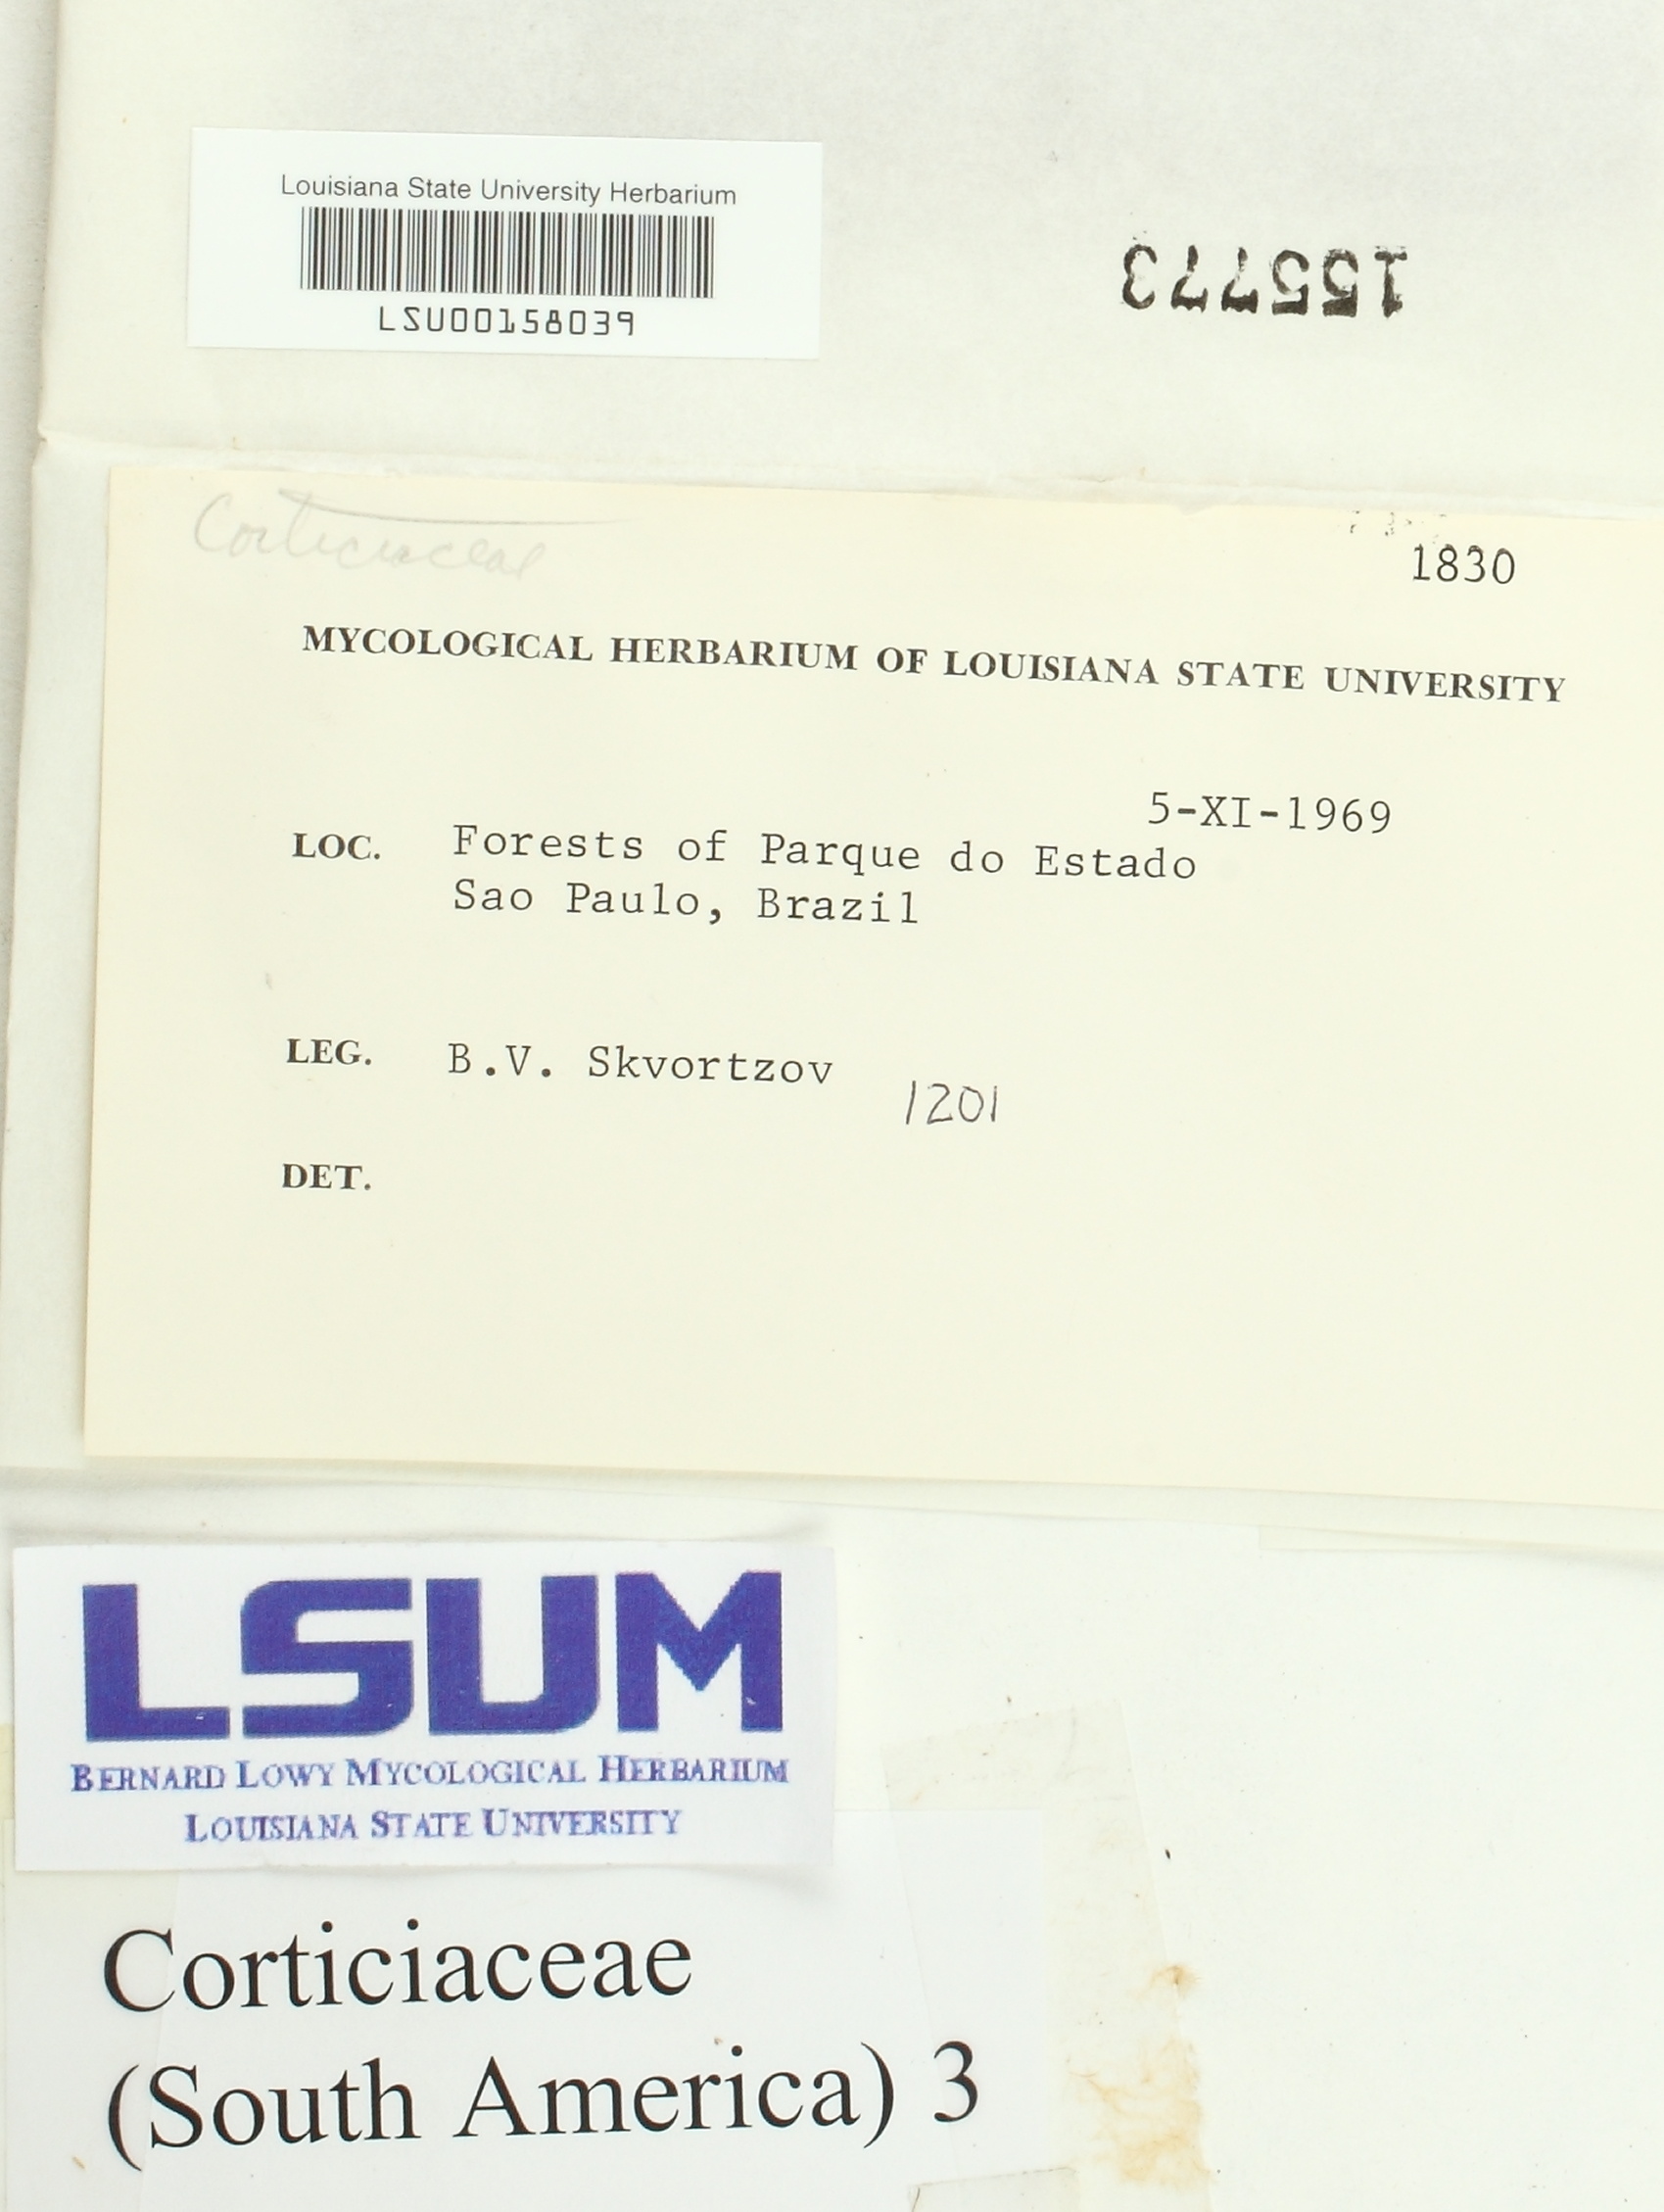 Louisiana State University Herbarium
LSU00158039
155773
Corticiaceae
1830
MYCOLOGICAL HERBARIUM OF LOUISIANA STATE UNIVERSITY
5-XI-1969
LOC. Forests of Parque do Estado
Sao Paulo, Brazil
LEG. B.V. Skvortzov 1201
DET.
LSUM
BERNARD LOWY MYCOLOGICAL HERBARIUM
LOUISIANA STATE UNIVERSITY
Corticiaceae
(South America) 3